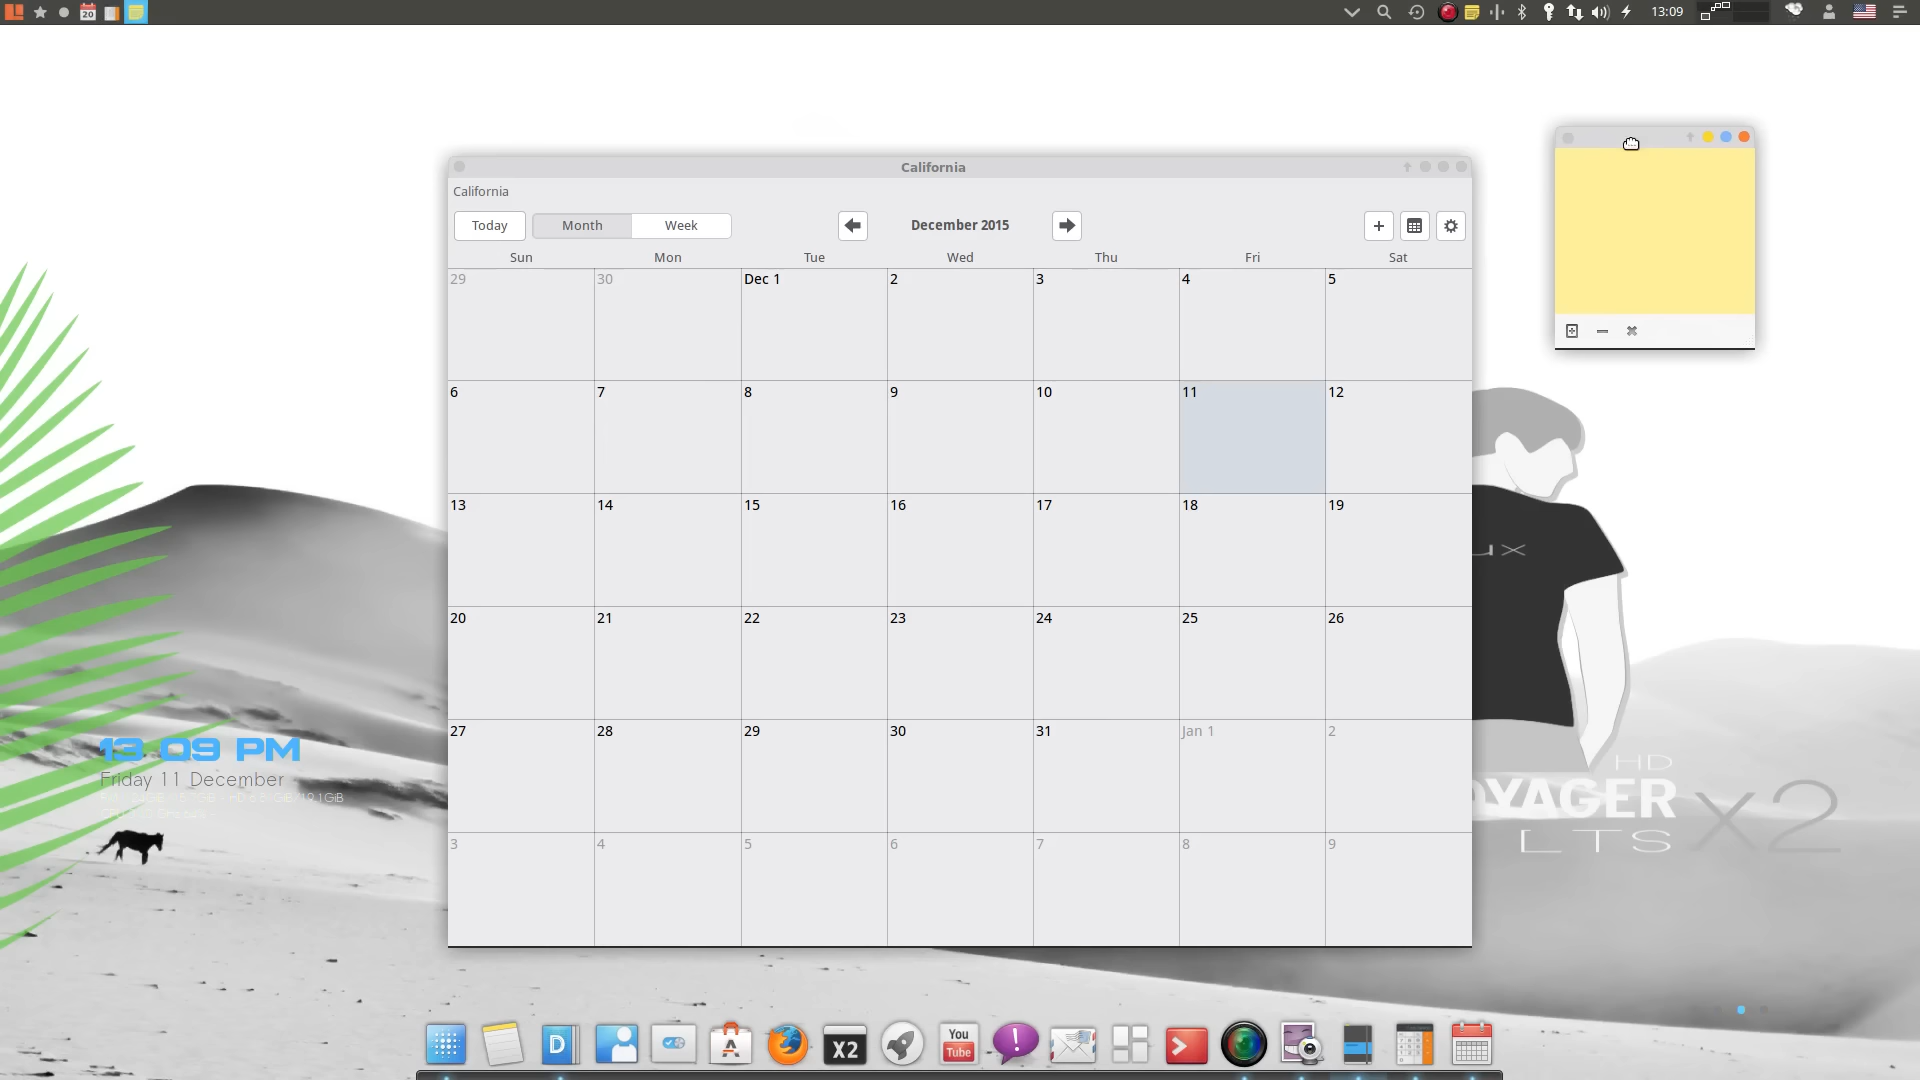 20
13:09
California
California
Today Month Week December 2015
Sun Mon Tue Wed Thu Fri Sat
29 30 Dec 1 2 3 4 5
6 7 8 9 10 11 12
13 14 15 16 17 18 19
20 21 22 23 24 25 26
27 28 29 30 31 Jan 1 2
3 4 5 6 7 8 9
ux
13 09 PM
Friday 11 December
HD
OYAGER X2
LTS
D
A
X2
You
Tube